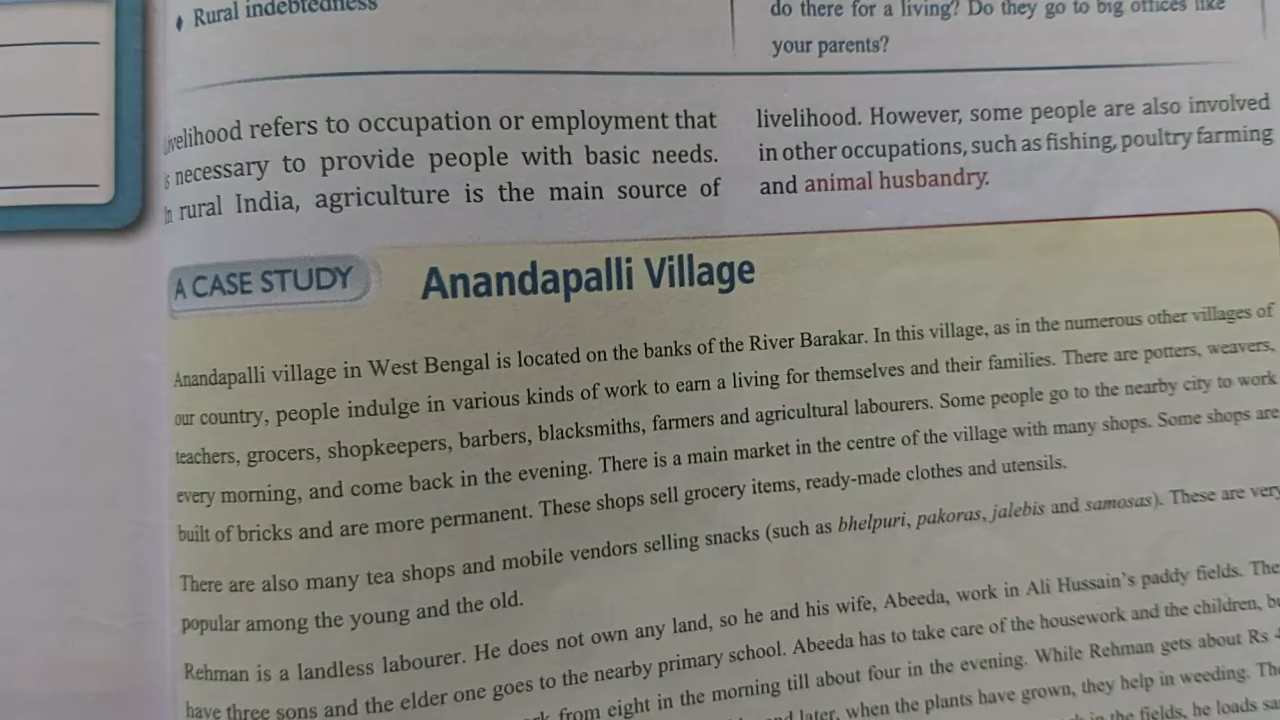 ♦ Rural indebtedness
do there for a living? Do they go to big offices like
your parents?
Livelihood refers to occupation or employment that
is necessary to provide people with basic needs.
In rural India, agriculture is the main source of
livelihood. However, some people are also involved
in other occupations, such as fishing, poultry farming
and animal husbandry.
A CASE STUDY
Anandapalli Village
Anandapalli village in West Bengal is located on the banks of the River Barakar. In this village, as in the numerous other villages of
our country, people indulge in various kinds of work to earn a living for themselves and their families. There are potters, weavers,
teachers, grocers, shopkeepers, barbers, blacksmiths, farmers and agricultural labourers. Some people go to the nearby city to work
every morning, and come back in the evening. There is a main market in the centre of the village with many shops. Some shops are
built of bricks and are more permanent. These shops sell grocery items, ready-made clothes and utensils.
There are also many tea shops and mobile vendors selling snacks (such as bhelpuri, pakoras, jalebis and samosas). These are very
popular among the young and the old.
Rehman is a landless labourer. He does not own any land, so he and his wife, Abeeda, work in Ali Hussain's paddy fields. The
have three sons and the elder one goes to the nearby primary school. Abeeda has to take care of the housework and the children,
from eight in the morning till about four in the evening. While Rehman gets about Rs
later, when the plants have grown, they help in weeding.
in the fields, he loads